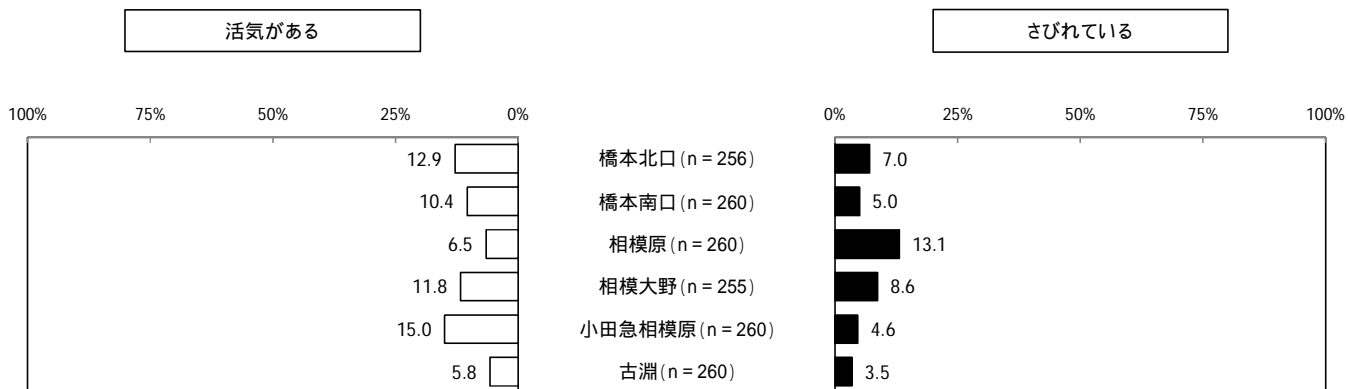 活気がある さびれている
100% 75% 50% 25% 0% 0% 25% 50% 75% 100%
12.9 橋本北口(n = 256) 7.0
10.4 橋本南口(n = 260) 5.0
6.5 相模原(n = 260) 13.1
11.8 相模大野(n = 255) 8.6
15.0 小田急相模原(n = 260) 4.6
5.8 古淵(n = 260) 3.5